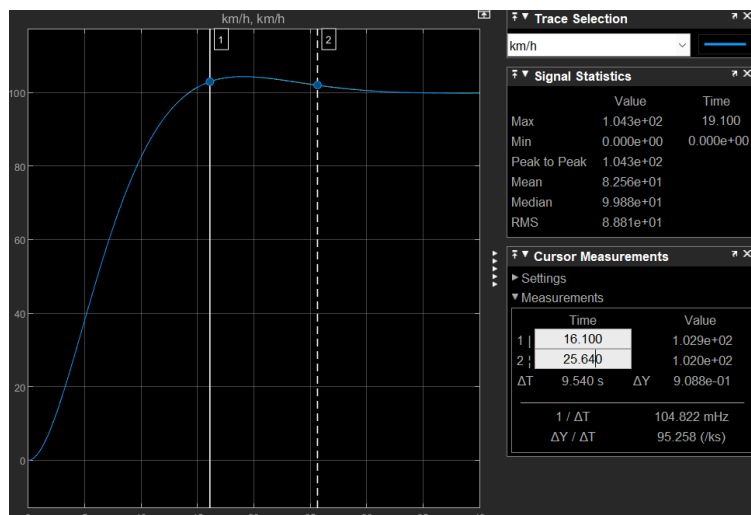 km/h, km/h
1
2
100
80
60
40
20
0
Trace Selection
km/h
Signal Statistics
Value Time
Max 1.043e+02 19.100
Min 0.000e+00 0.000e+00
Peak to Peak 1.043e+02
Mean 8.256e+01
Median 9.988e+01
RMS 8.881e+01
Cursor Measurements
Settings
Measurements
Time Value
1 | 16.100 1.029e+02
2 ¦ 25.640 1.020e+02
ΔT 9.540 s ΔY 9.088e-01
1 / ΔT 104.822 mHz
ΔY / ΔT 95.258 (/ks)